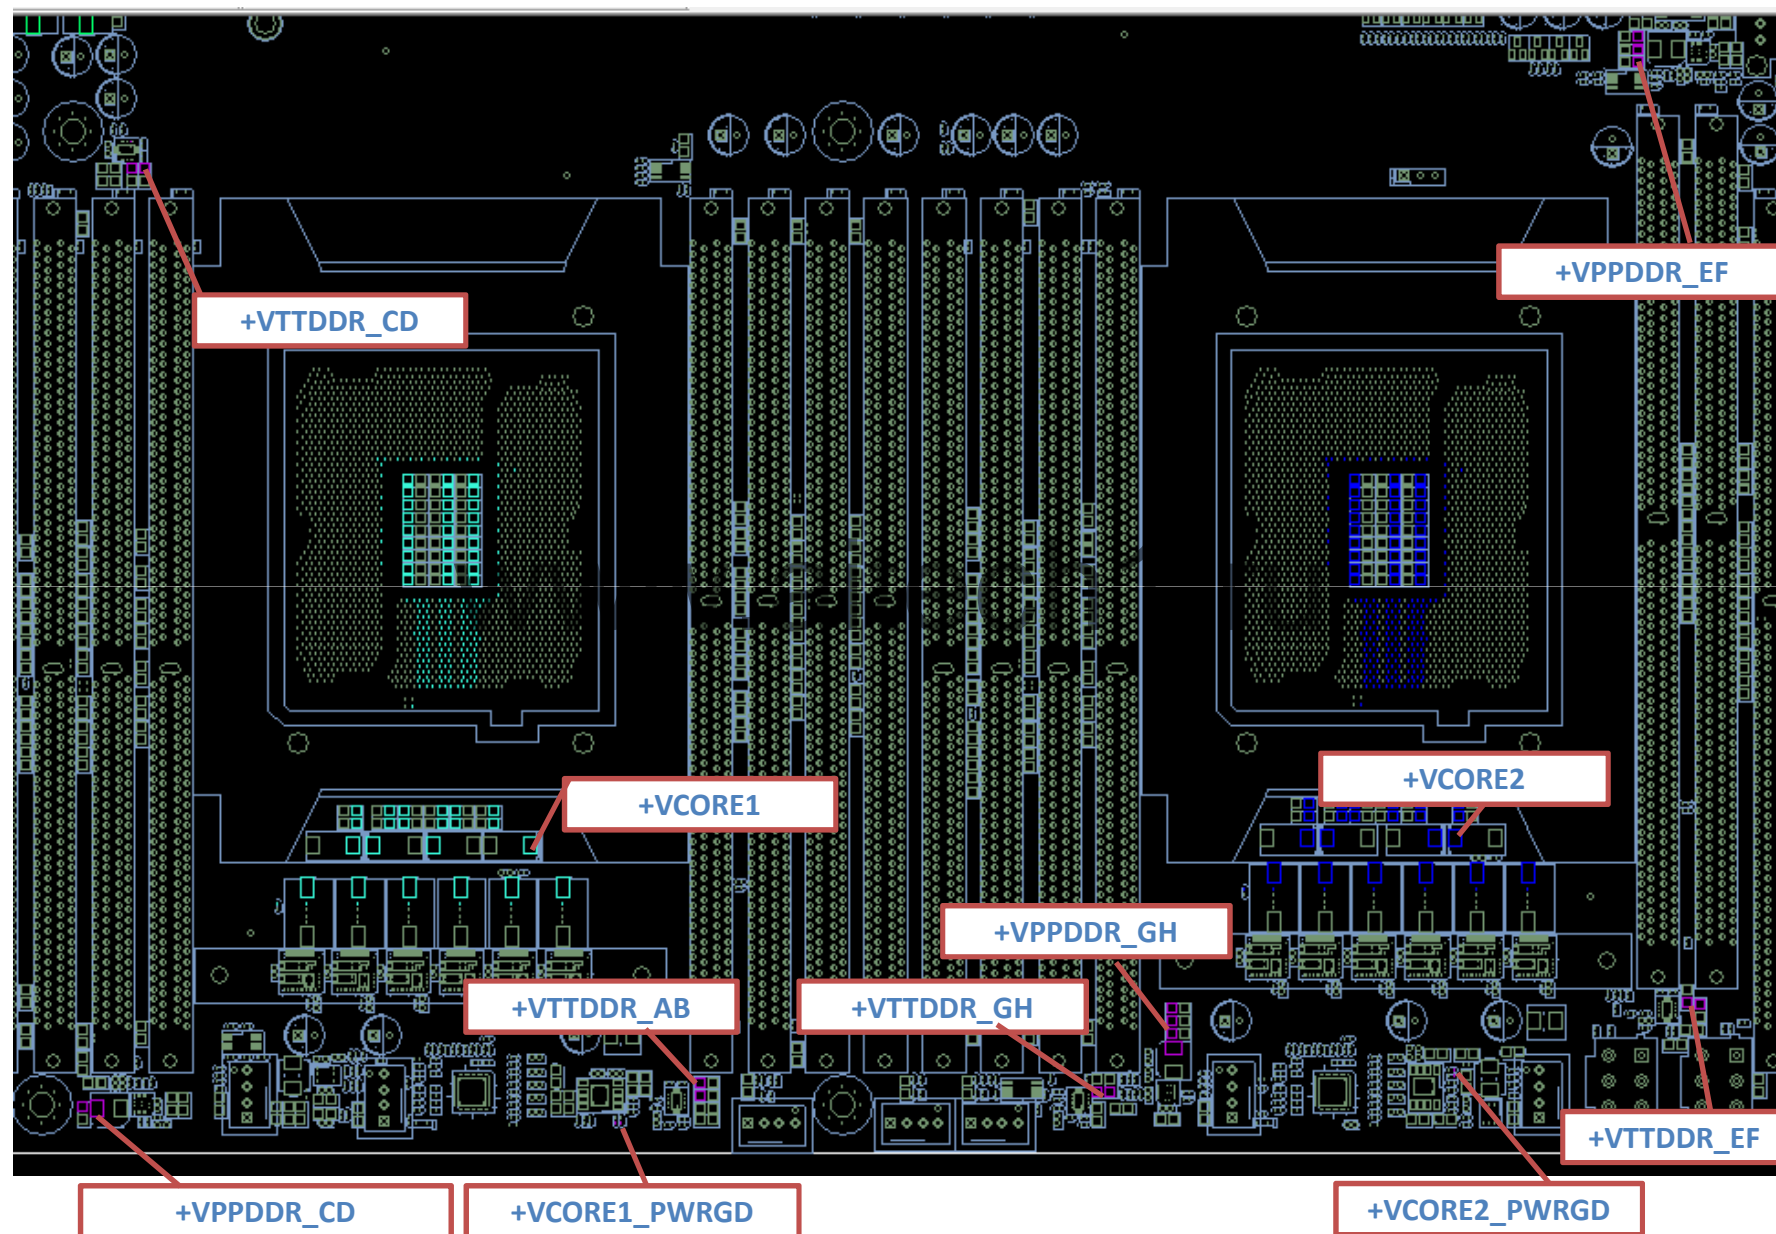 +VPPDDR_EF
+VTTDDR_CD
+VCORE2
+VCORE1
+VPPDDR_GH
+VTTDDR_AB
+VTTDDR_GH
+VTTDDR_EF
+VPPDDR_CD
+VCORE1_PWRGD
+VCORE2_PWRGD